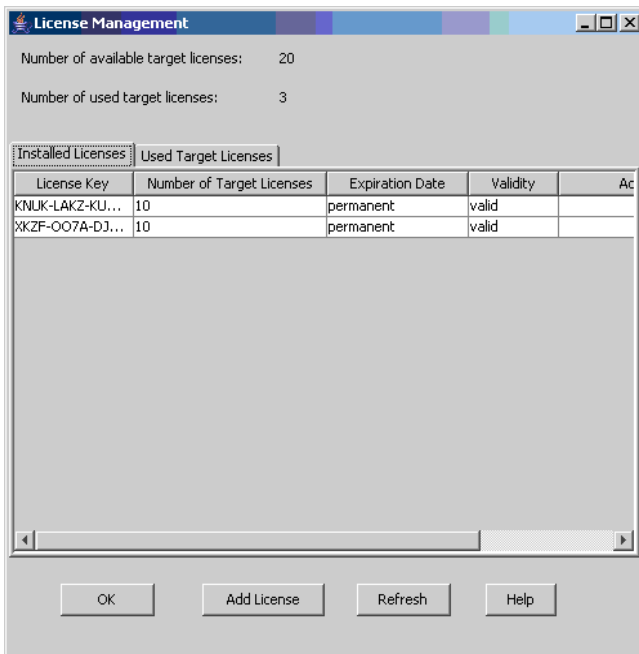 License Management
Number of available target licenses: 20
Number of used target licenses: 3
Installed Licenses Used Target Licenses
License Key Number of Target Licenses Expiration Date Validity Ac
KNUK-LAKZ-KU... 10 permanent valid
XKZF-OO7A-DJ... 10 permanent valid
OK Add License Refresh Help